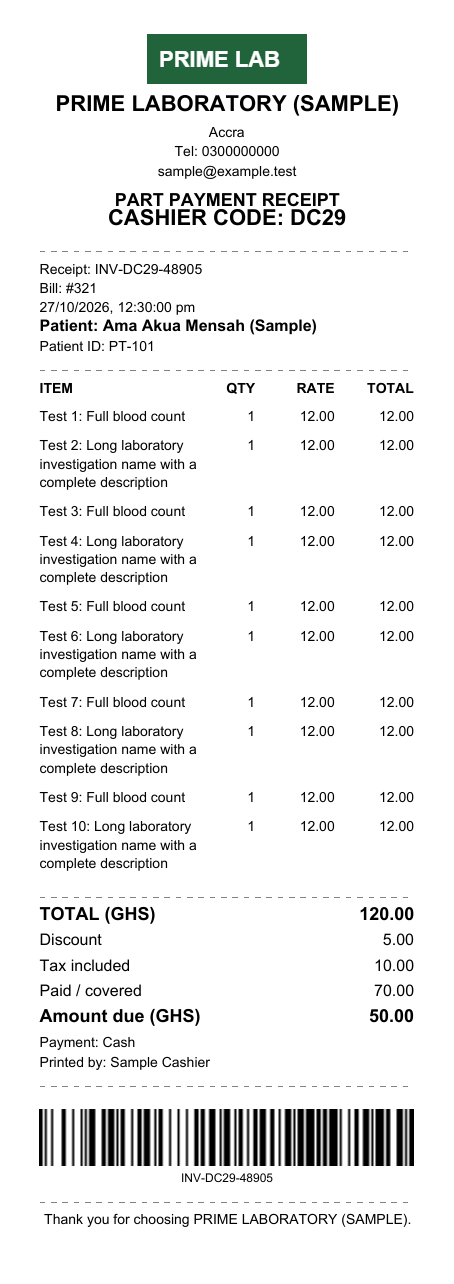 PRIME LAB
PRIME LABORATORY (SAMPLE)
Accra
Tel: 0300000000
sample@example.test
PART PAYMENT RECEIPT
CASHIER CODE: DC29
Receipt: INV-DC29-48905
Bill: #321
27/10/2026, 12:30:00 pm
Patient: Ama Akua Mensah (Sample)
Patient ID: PT-101
ITEM QTY RATE TOTAL
Test 1: Full blood count 1 12.00 12.00
Test 2: Long laboratory 1 12.00 12.00
investigation name with a
complete description
Test 3: Full blood count 1 12.00 12.00
Test 4: Long laboratory 1 12.00 12.00
investigation name with a
complete description
Test 5: Full blood count 1 12.00 12.00
Test 6: Long laboratory 1 12.00 12.00
investigation name with a
complete description
Test 7: Full blood count 1 12.00 12.00
Test 8: Long laboratory 1 12.00 12.00
investigation name with a
complete description
Test 9: Full blood count 1 12.00 12.00
Test 10: Long laboratory 1 12.00 12.00
investigation name with a
complete description
TOTAL (GHS) 120.00
Discount 5.00
Tax included 10.00
Paid / covered 70.00
Amount due (GHS) 50.00
Payment: Cash
Printed by: Sample Cashier
INV-DC29-48905
Thank you for choosing PRIME LABORATORY (SAMPLE).